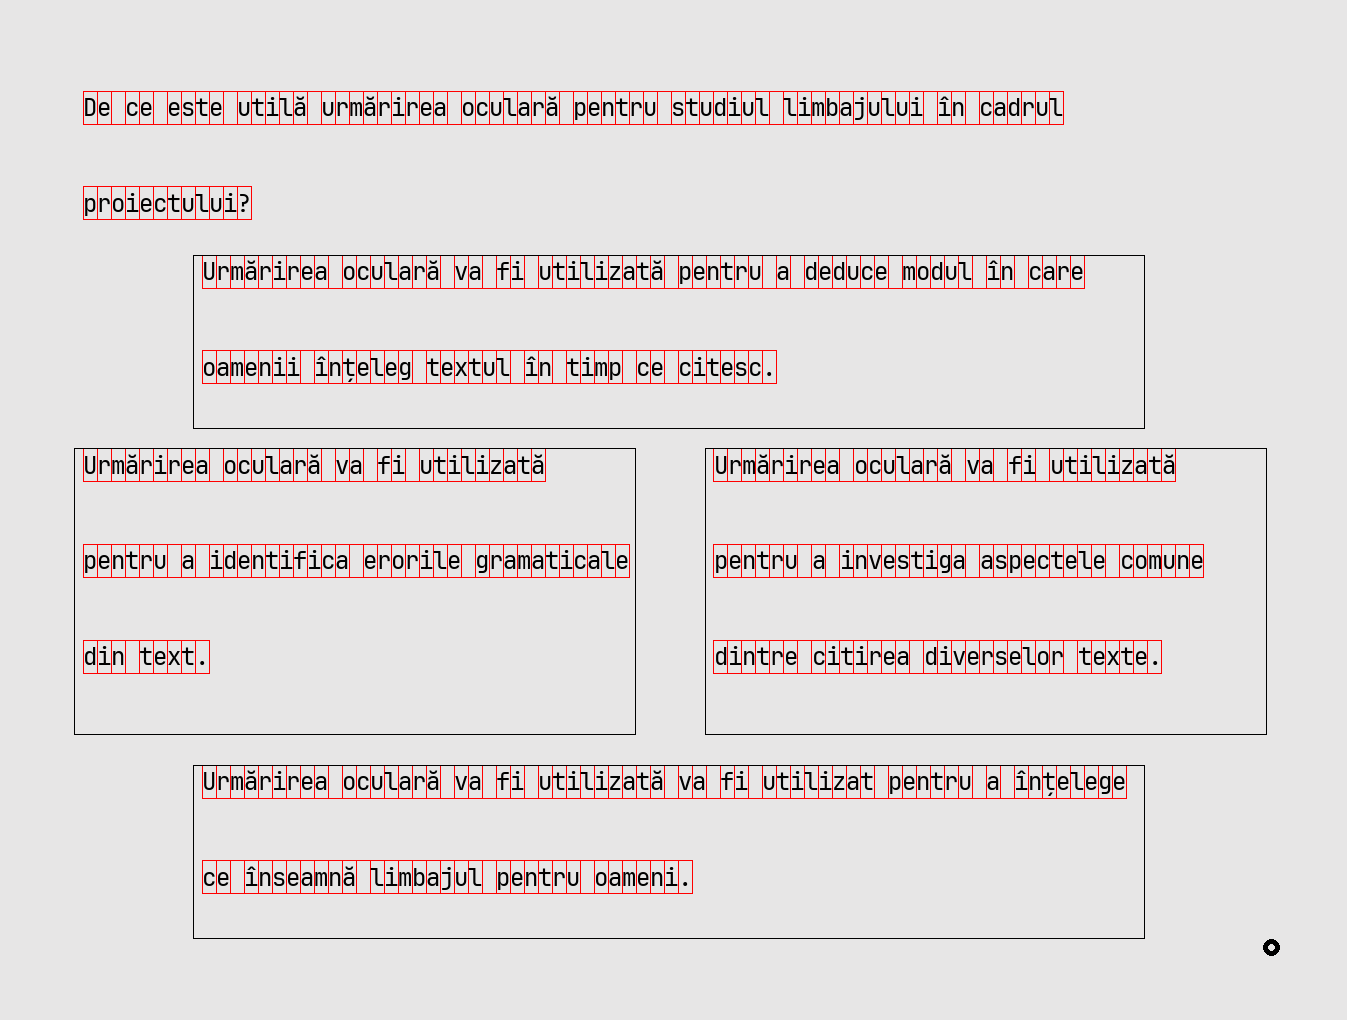 De ce este utilă urmărirea oculară pentru studiul limbajului în cadrul
proiectului?
Urmărirea oculară va fi utilizată pentru a deduce modul în care
oamenii înțeleg textul în timp ce citesc.
Urmărirea oculară va fi utilizată
pentru a identifica erorile gramaticale
din text.
Urmărirea oculară va fi utilizată
pentru a investiga aspectele comune
dintre citirea diverselor texte.
Urmărirea oculară va fi utilizată va fi utilizat pentru a înțelege
ce înseamnă limbajul pentru oameni.